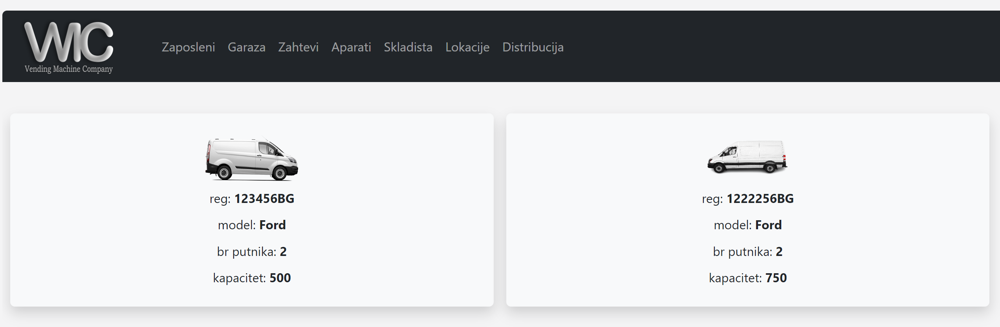 WIC
Vending Machine Company
Zaposleni Garaza Zahtevi Aparati Skladista Lokacije Distribucija
reg: 123456BG
model: Ford
br putnika: 2
kapacitet: 500
reg: 1222256BG
model: Ford
br putnika: 2
kapacitet: 750